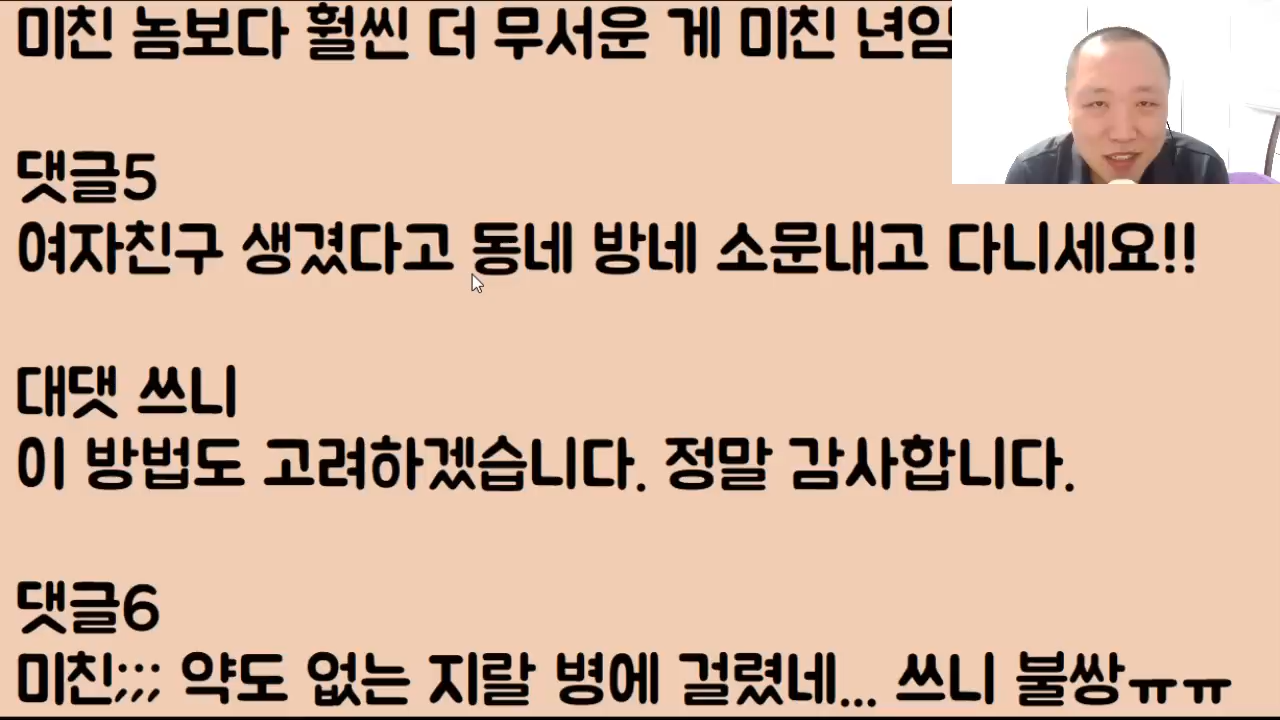 미친 놈보다 훨씬 더 무서운 게 미친 년임
댓글5
여자친구 생겼다고 동네 방네 소문내고 다니세요!!
대댓 쓰니
이 방법도 고려하겠습니다. 정말 감사합니다.
댓글6
미친;;; 약도 없는 지랄 병에 걸렸네... 쓰니 불쌍ㅠㅠ